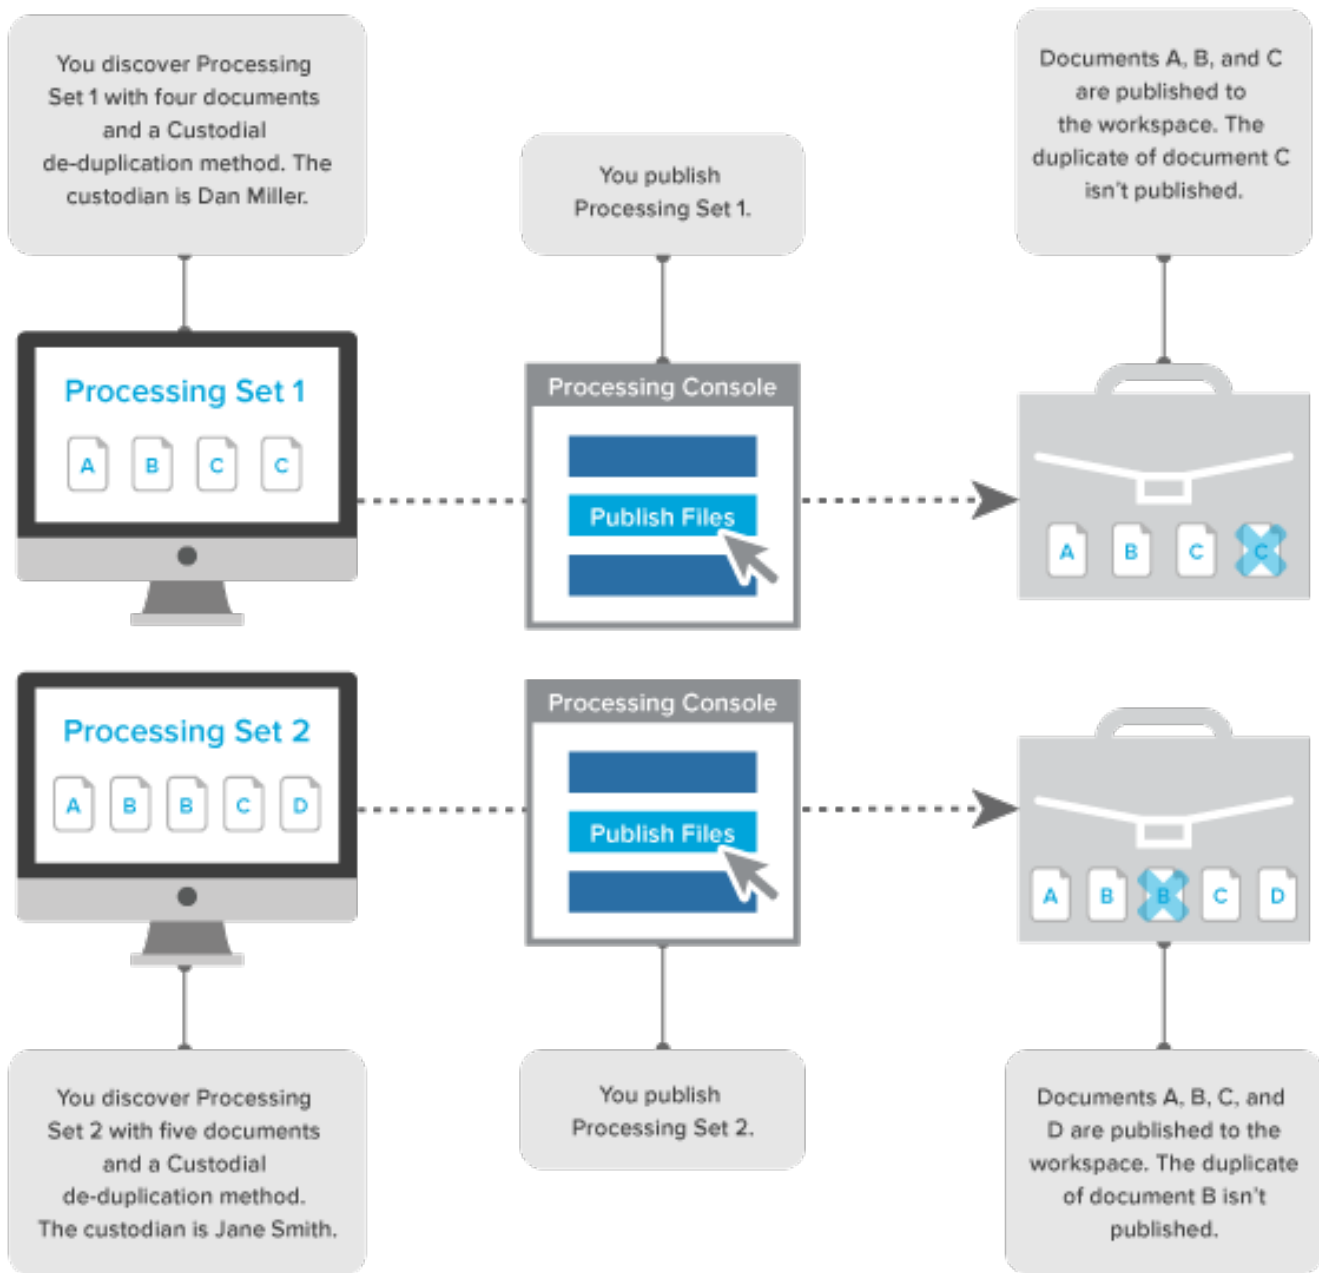 You discover Processing
Set 1 with four documents
and a Custodial
de-duplication method. The
custodian is Dan Miller.
You publish
Processing Set 1.
Documents A, B, and C
are published to
the workspace. The
duplicate of document C
isn't published.
Processing Set 1
A B C C
Processing Console
Publish Files
A B C C
Processing Set 2
A B B C D
Processing Console
Publish Files
A B B C D
You discover Processing
Set 2 with five documents
and a Custodial
de-duplication method.
The custodian is Jane Smith.
You publish
Processing Set 2.
Documents A, B, C, and
D are published to the
workspace. The duplicate
of document B isn't
published.